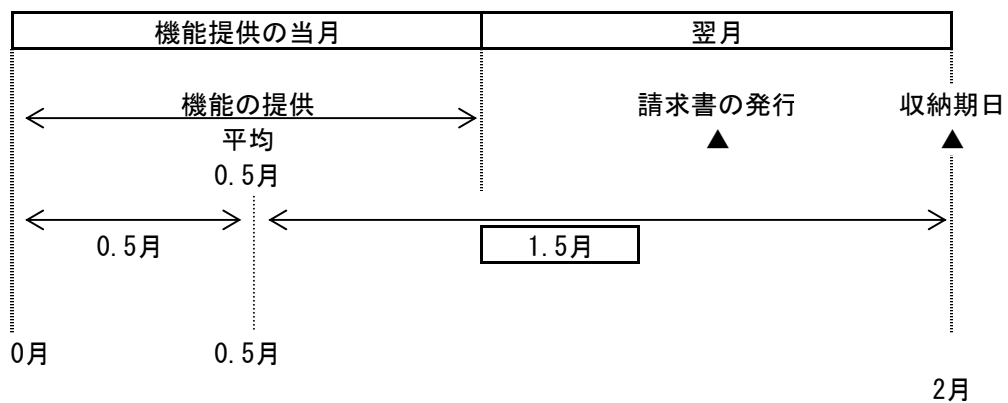 機能提供の当月 翌月
機能の提供 請求書の発行 収納期日
平均 ▲ ▲
0.5月
0.5月 1.5月
0月 0.5月
2月